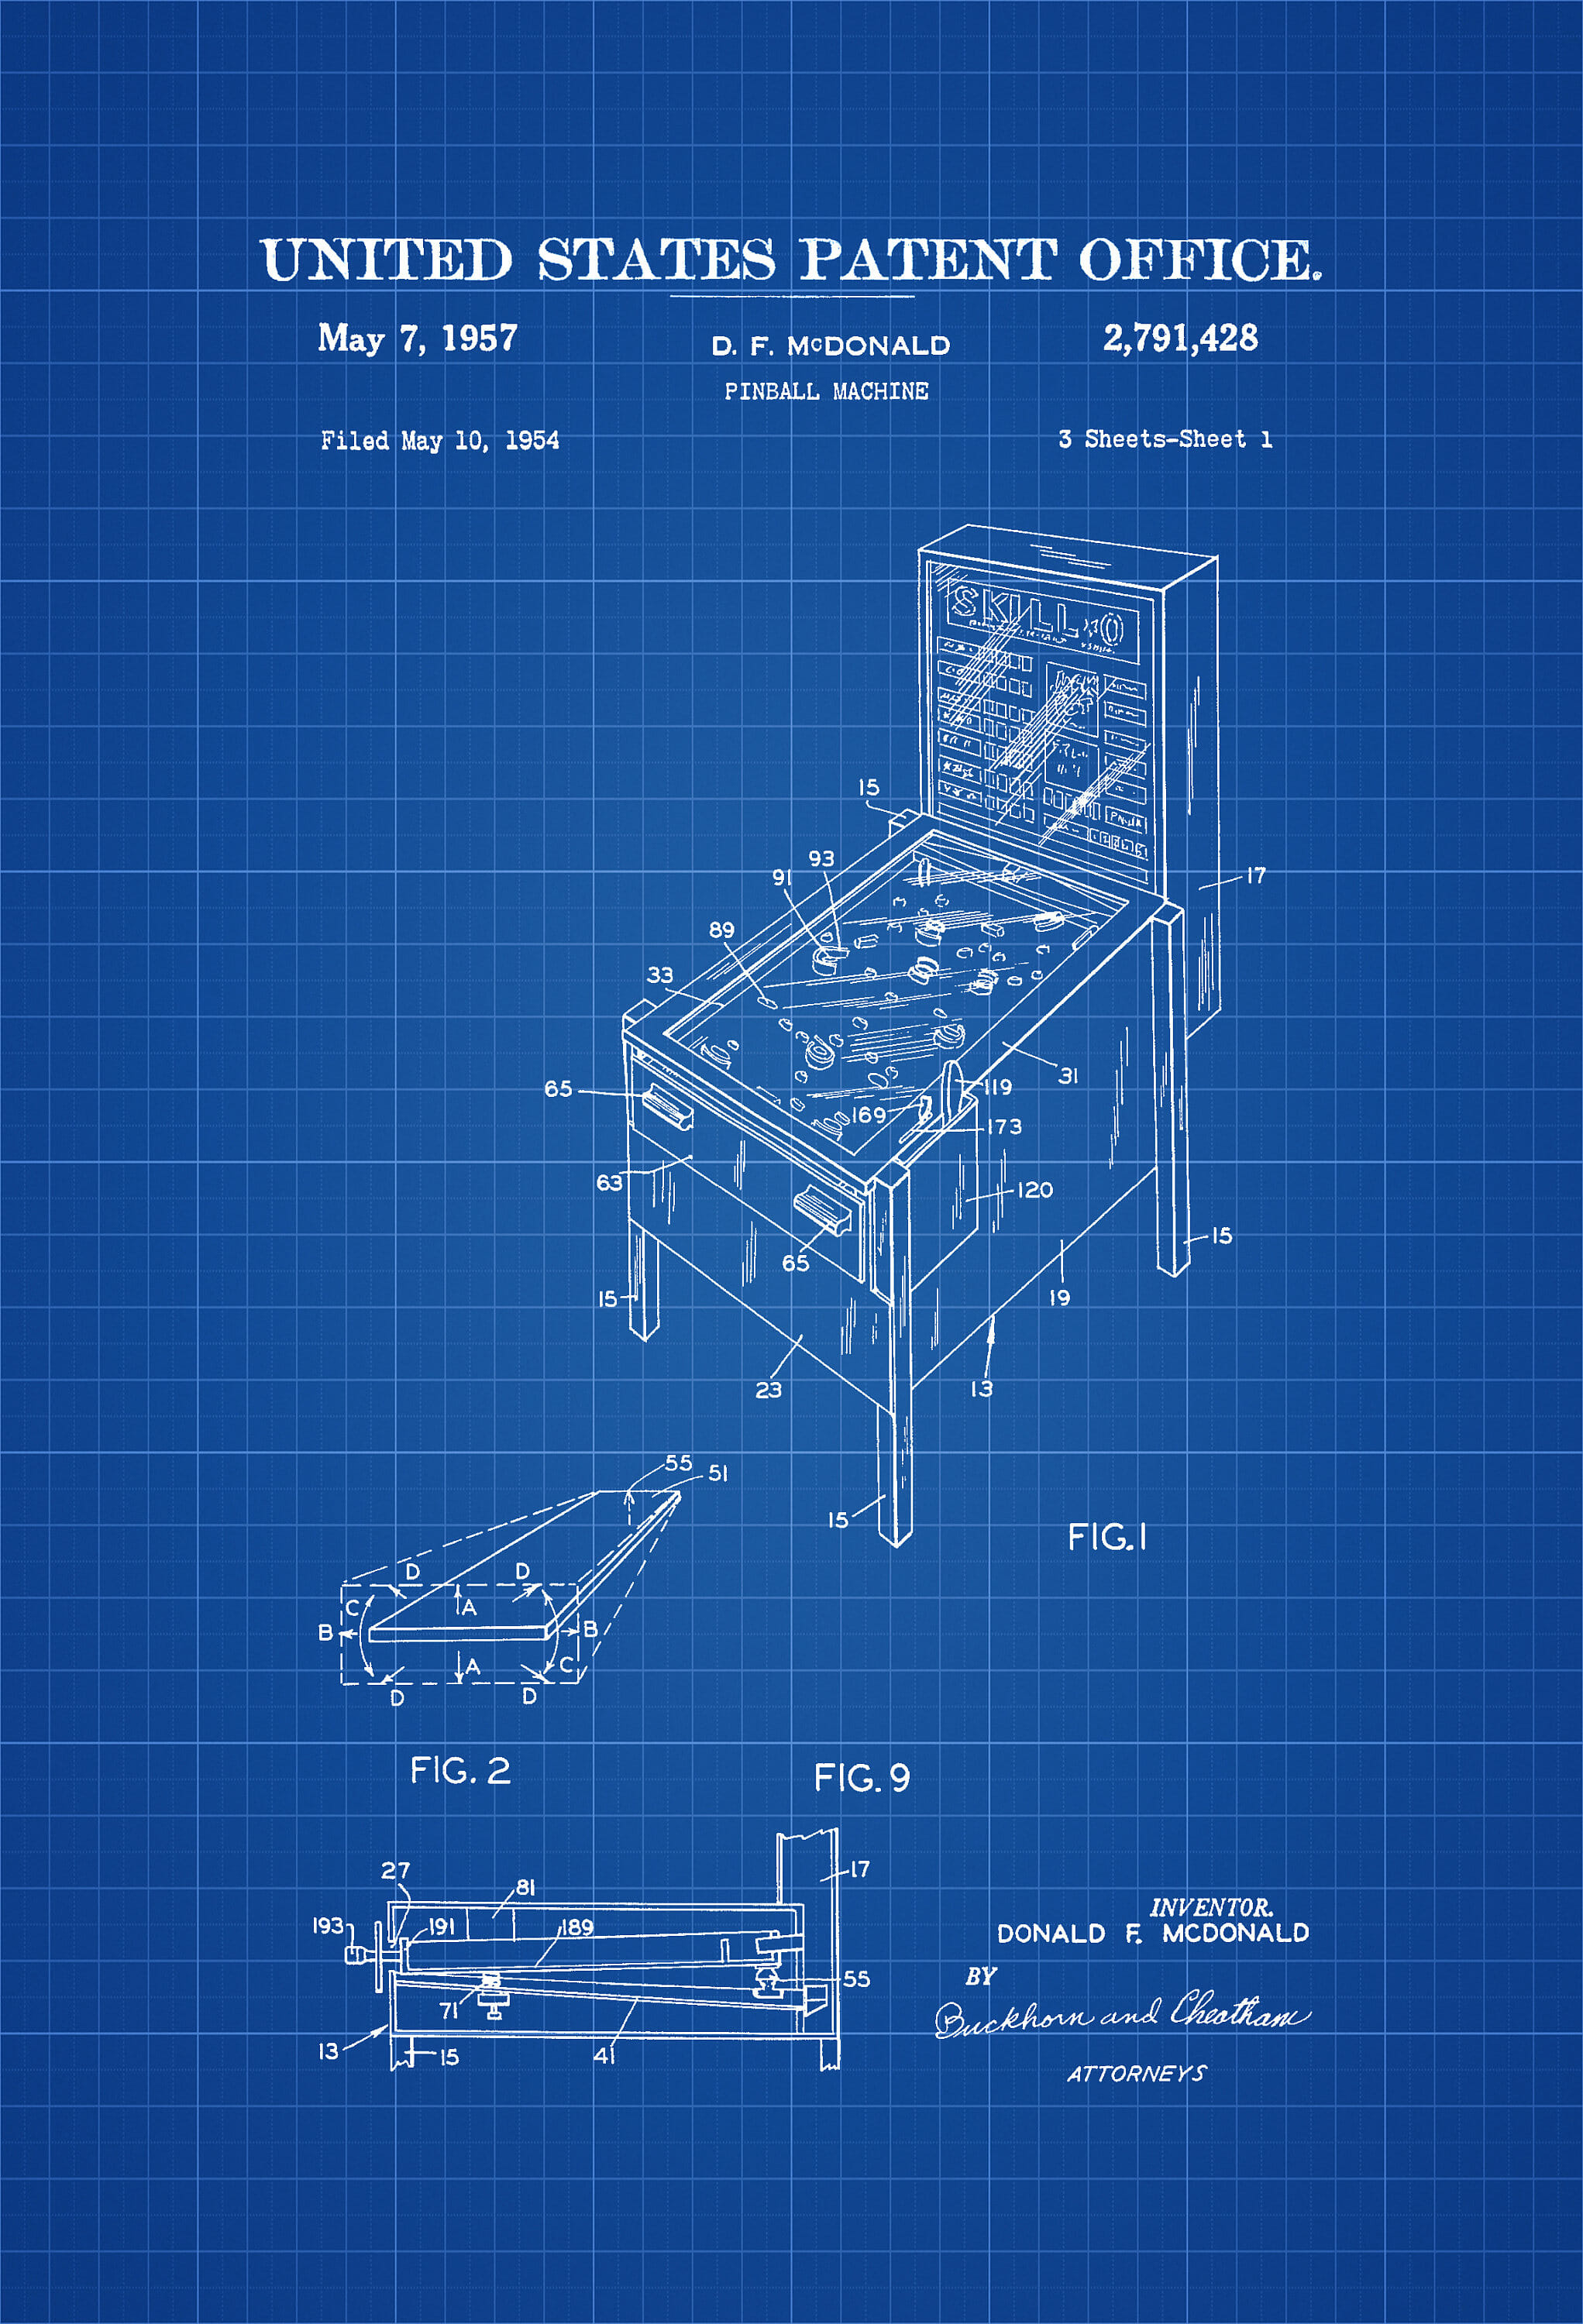 UNITED STATES PATENT OFFICE.
May 7, 1957
D. F. McDONALD
2,791,428
PINBALL MACHINE
Filed May 10, 1954
3 Sheets-Sheet 1
SKILL-O
15
93
91
17
89
33
31
65
119
169
173
63
120
65
15
15
19
23
13
15
FIG.1
55
51
D
D
C
A
B
B
A
C
D
D
FIG. 2
FIG. 9
27
81
17
193
191
189
55
71
13
15
41
INVENTOR.
DONALD F. MCDONALD
BY
Buckhorn and Cheatham
ATTORNEYS